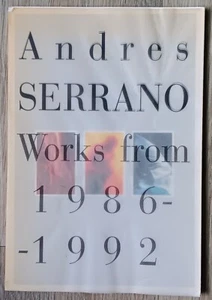 Andres
SERRANO
Works from
1986-
-1992